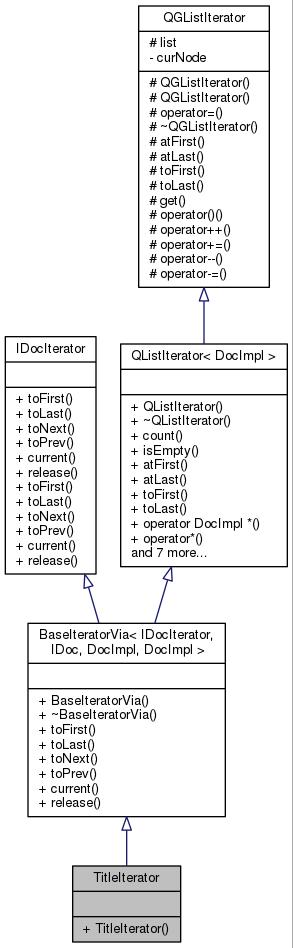 QGListIterator
# list
- curNode
# QGListIterator()
# QGListIterator()
# operator=()
# ~QGListIterator()
# atFirst()
# atLast()
# toFirst()
# toLast()
# get()
# operator()()
# operator++()
# operator+=()
# operator--()
# operator-=()
IDocIterator
+ toFirst()
+ toLast()
+ toNext()
+ toPrev()
+ current()
+ release()
+ toFirst()
+ toLast()
+ toNext()
+ toPrev()
+ current()
+ release()
QListIterator< DocImpl >
+ QListIterator()
+ ~QListIterator()
+ count()
+ isEmpty()
+ atFirst()
+ atLast()
+ toFirst()
+ toLast()
+ operator DocImpl *()
+ operator*()
and 7 more...
BaseIteratorVia< IDocIterator,
IDoc, DocImpl, DocImpl >
+ BaseIteratorVia()
+ ~BaseIteratorVia()
+ toFirst()
+ toLast()
+ toNext()
+ toPrev()
+ current()
+ release()
TitleIterator
+ TitleIterator()